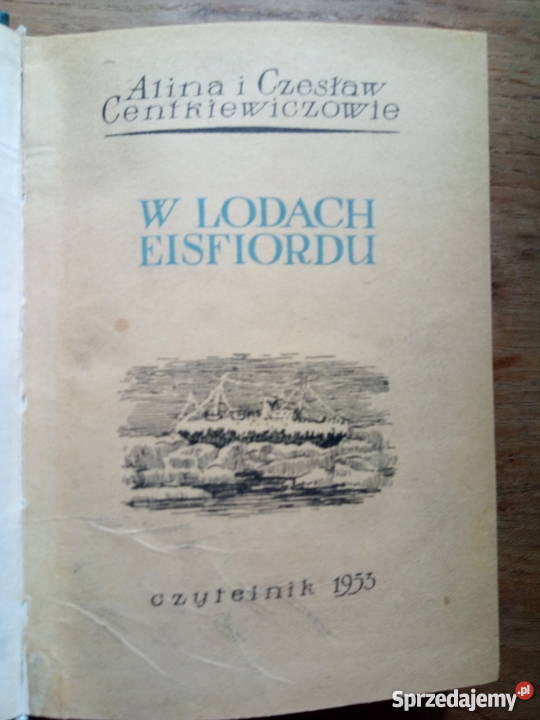 Alina i Czesław
Centkiewiczowie
W LODACH
EISFIORDU
czytelnik 1953
Sprzedajemy.pl